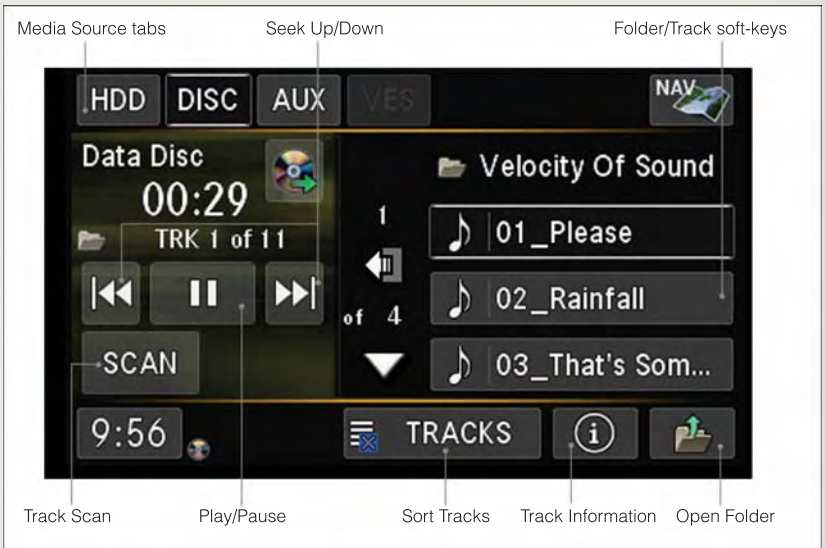 Media Source tabs
Seek Up/Down
Folder/Track soft-keys
HDD
DISC
AUX
VES
NAV
Data Disc
00:29
TRK 1 of 11
SCAN
1
of 4
Velocity Of Sound
01_Please
02_Rainfall
03_That's Som...
9:56
TRACKS
i
Track Scan
Play/Pause
Sort Tracks
Track Information
Open Folder